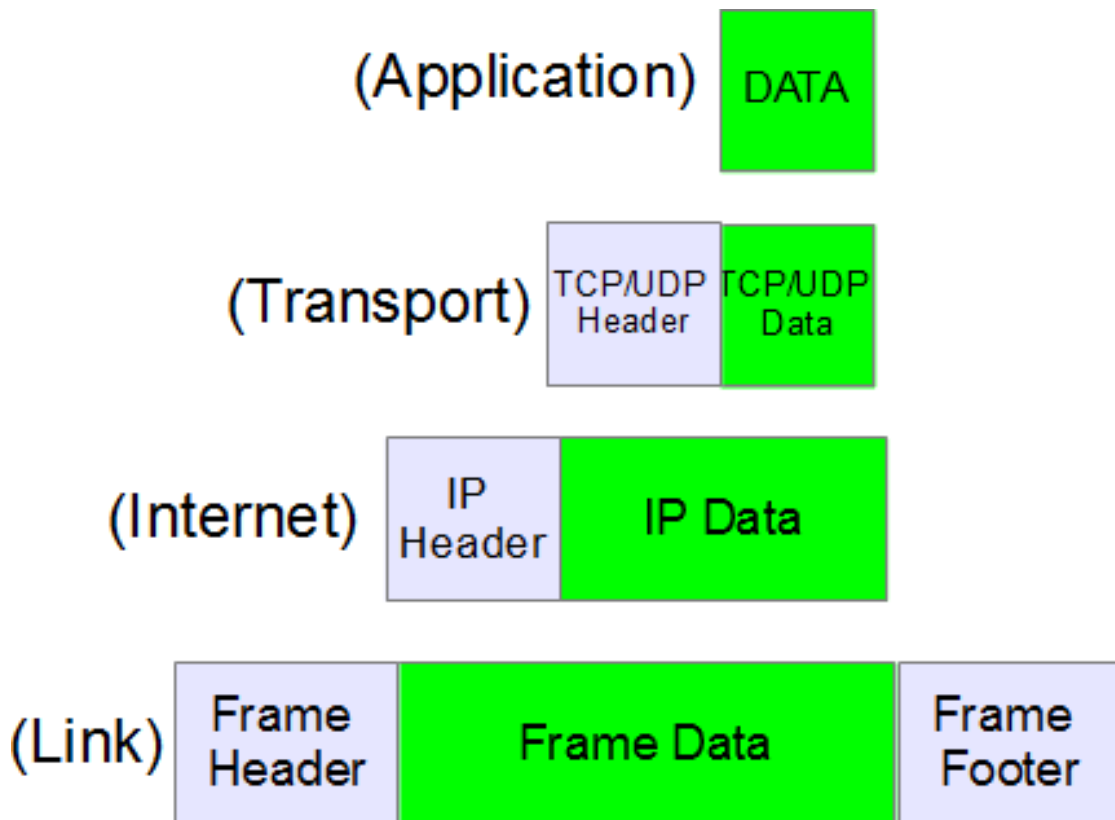 (Application)
DATA
(Transport)
TCP/UDP
Header
TCP/UDP
Data
(Internet)
IP
Header
IP Data
(Link)
Frame
Header
Frame Data
Frame
Footer